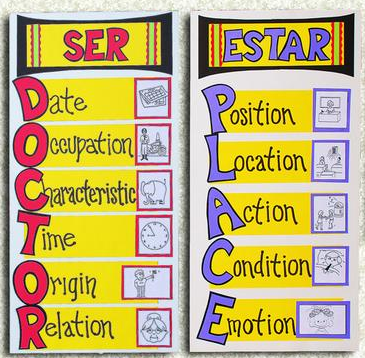 SER
Date
Occupation
Characteristic
Time
Origin
Relation
ESTAR
Position
Location
Action
Condition
Emotion